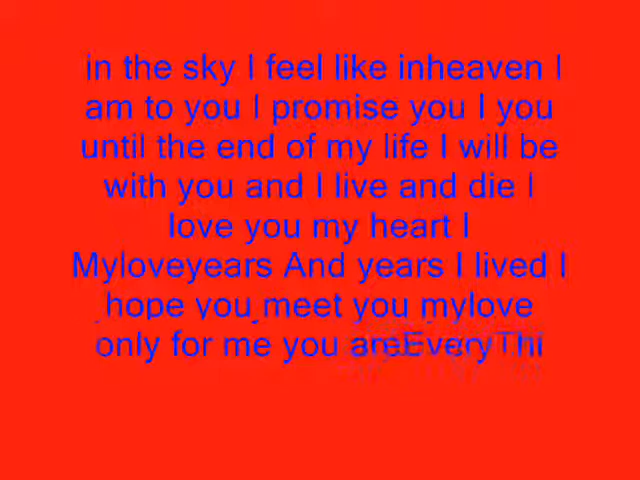 in the sky I feel like inheaven I
am to you I promise you I you
until the end of my life I will be
with you and I live and die I
love you my heart I
Myloveyears And years I lived I
hope you meet you mylove
only for me you areEveryThi